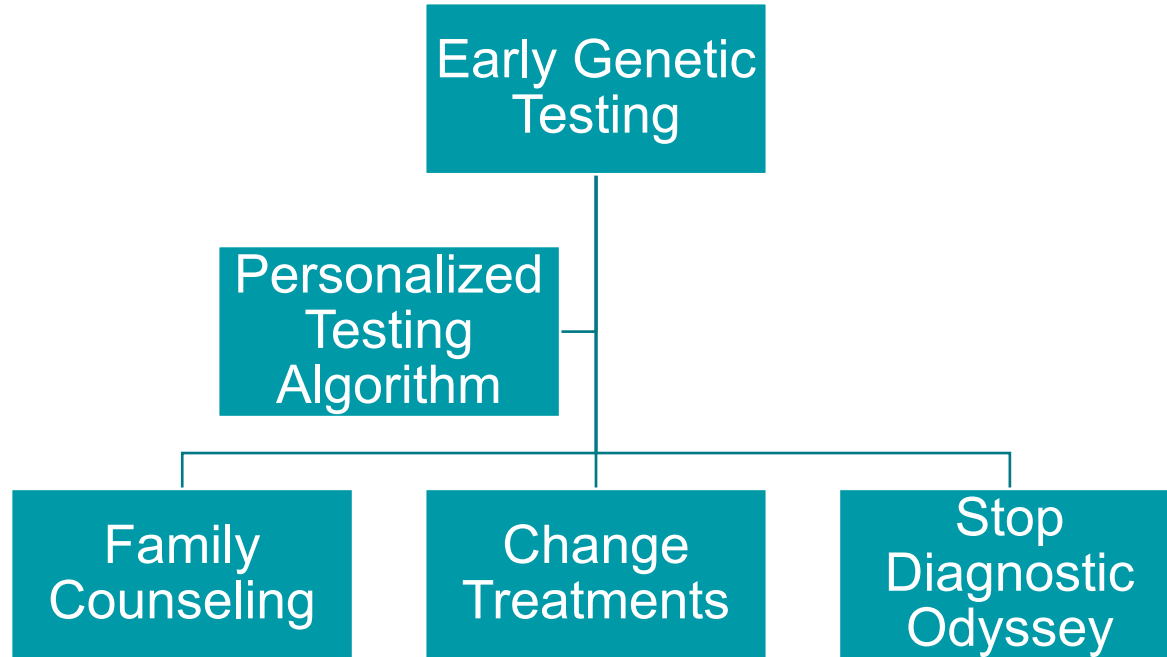 Early Genetic
Testing
Personalized
Testing
Algorithm
Family
Counseling
Change
Treatments
Stop
Diagnostic
Odyssey